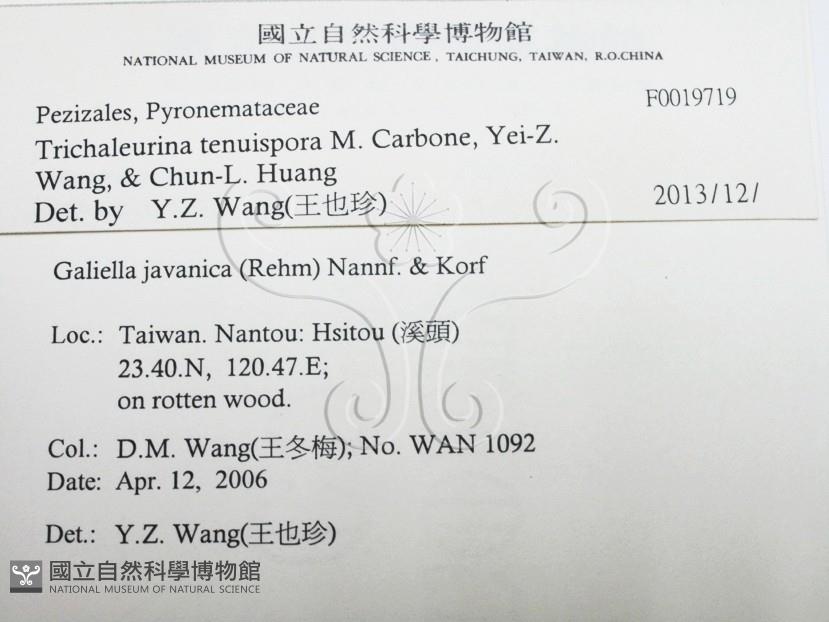 國立自然科學博物館
NATIONAL MUSEUM OF NATURAL SCIENCE, TAICHUNG, TAIWAN, R.O.CHINA
Pezizales, Pyronemataceae F0019719
Trichaleurina tenuispora M. Carbone, Yei-Z.
Wang, & Chun-L. Huang
Det. by Y.Z. Wang(王也珍) 2013/12/
Galiella javanica (Rehm) Nannf. & Korf
Loc.: Taiwan. Nantou: Hsitou (溪頭)
23.40.N, 120.47.E;
on rotten wood.
Col.: D.M. Wang(王冬梅); No. WAN 1092
Date: Apr. 12, 2006
Det.: Y.Z. Wang(王也珍)
國立自然科學博物館
NATIONAL MUSEUM OF NATURAL SCIENCE